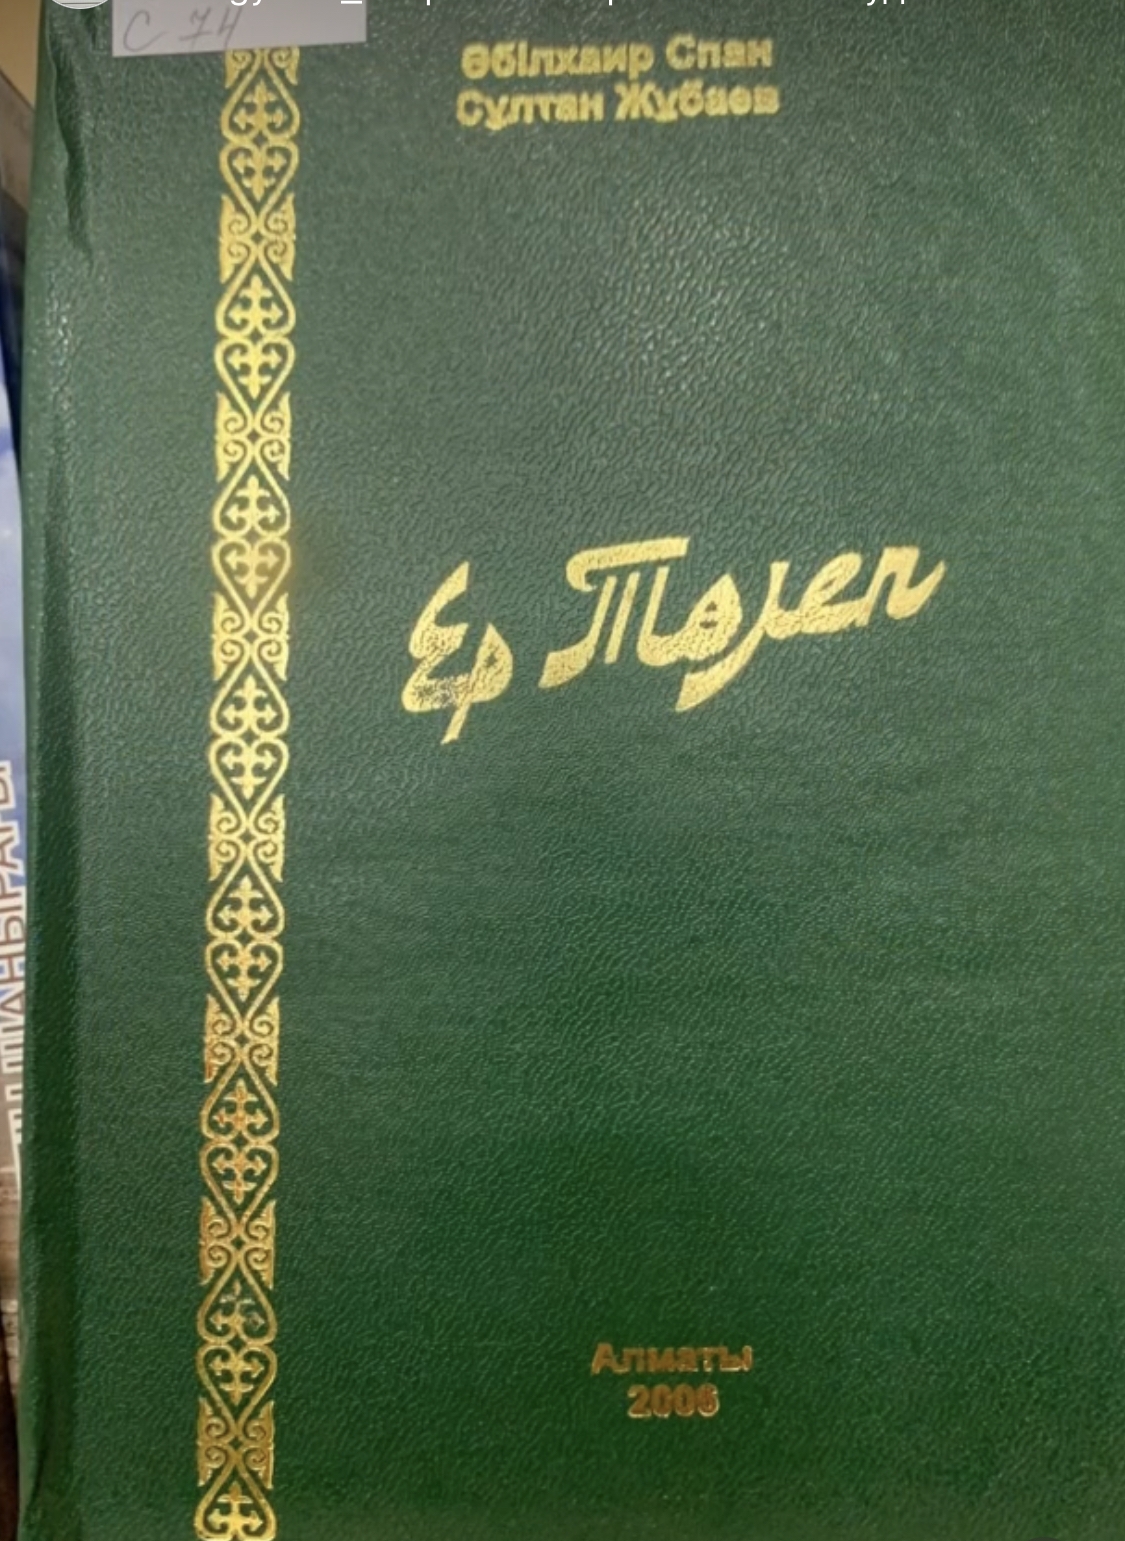 С 74
Әбілхаир Спан
Сұлтан Жұбаев
Ер Төлеп
Алматы
2006